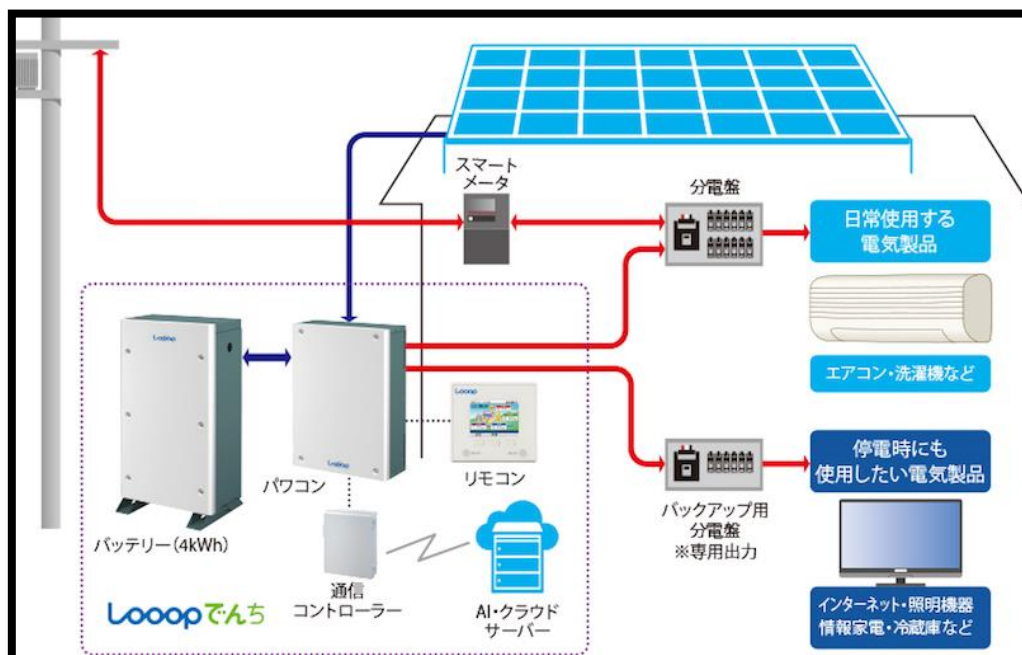 スマート
メータ
分電盤
日常使用する
電気製品
Looop
Looop
エアコン・洗濯機など
停電時にも
使用したい電気製品
Looop
パワコン
リモコン
バックアップ用
分電盤
※専用出力
バッテリー(4kWh)
通信
コントローラー
AI・クラウド
サーバー
Looopでんち
インターネット・照明機器
情報家電・冷蔵庫など